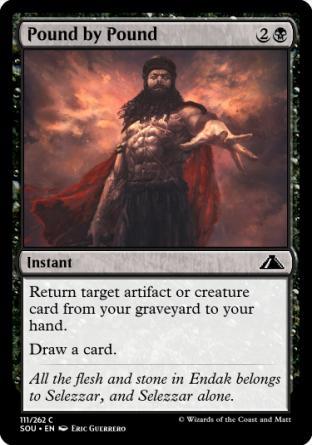 Pound by Pound 2
Instant
Return target artifact or creature
card from your graveyard to your
hand.
Draw a card.
All the flesh and stone in Endak belongs
to Selezzar, and Selezzar alone.
111/262 C
SOU • EN Eric Guerrero
© Wizards of the Coast and Matt